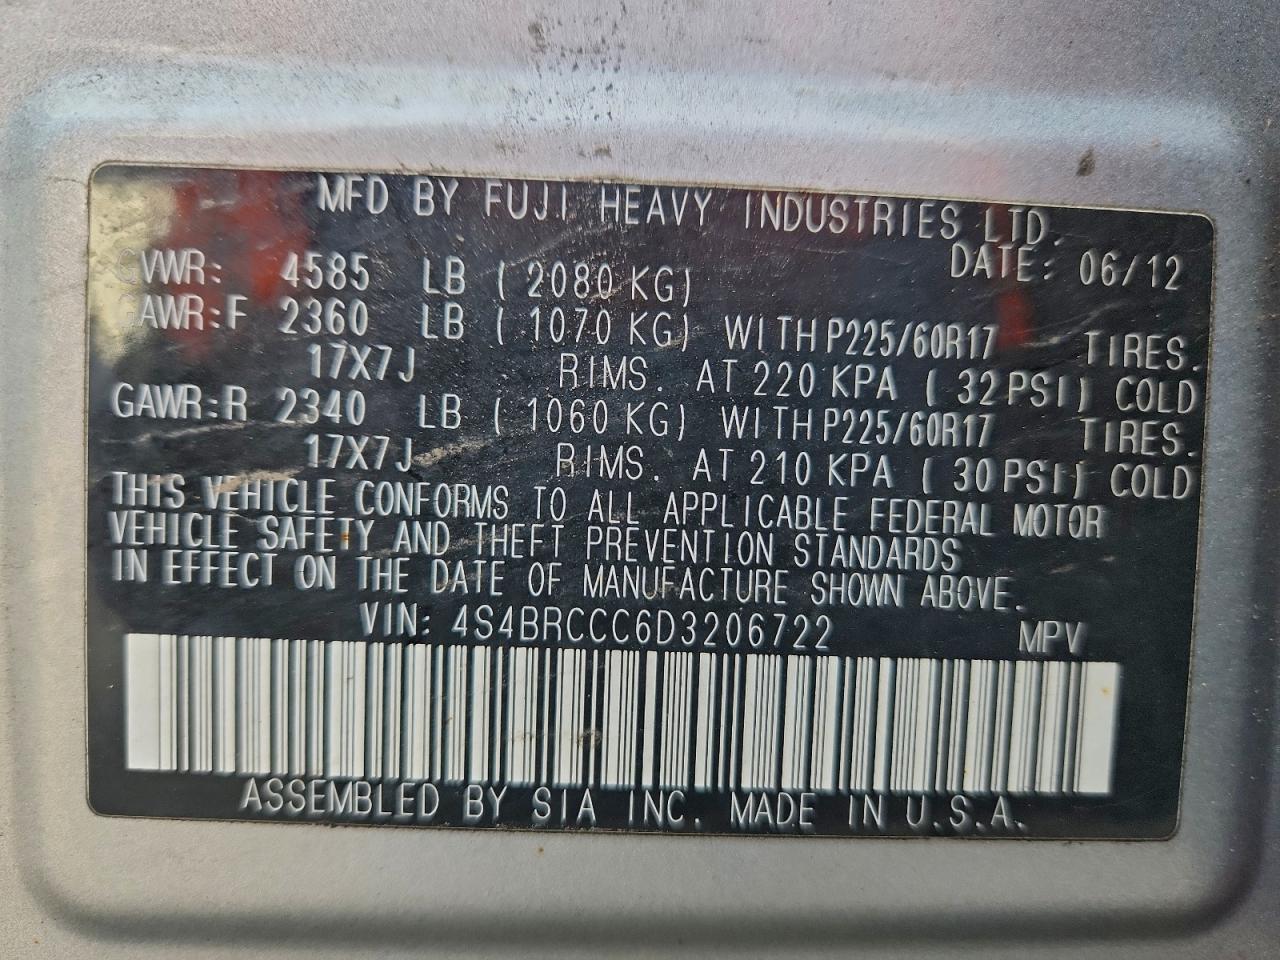 MFD BY FUJI HEAVY INDUSTRIES LTD.
DATE: 06/12
GVWR: 4585 LB (2080 KG)
GAWR:F 2360 LB (1070 KG) WITH P225/60R17 TIRES.
17X7J RIMS. AT 220 KPA (32 PSI) COLD
GAWR:R 2340 LB (1060 KG) WITH P225/60R17 TIRES.
17X7J RIMS. AT 210 KPA (30 PSI) COLD
THIS VEHICLE CONFORMS TO ALL APPLICABLE FEDERAL MOTOR
VEHICLE SAFETY AND THEFT PREVENTION STANDARDS
IN EFFECT ON THE DATE OF MANUFACTURE SHOWN ABOVE.
VIN: 4S4BRCCC6D3206722 MPV
ASSEMBLED BY SIA INC. MADE IN U.S.A.